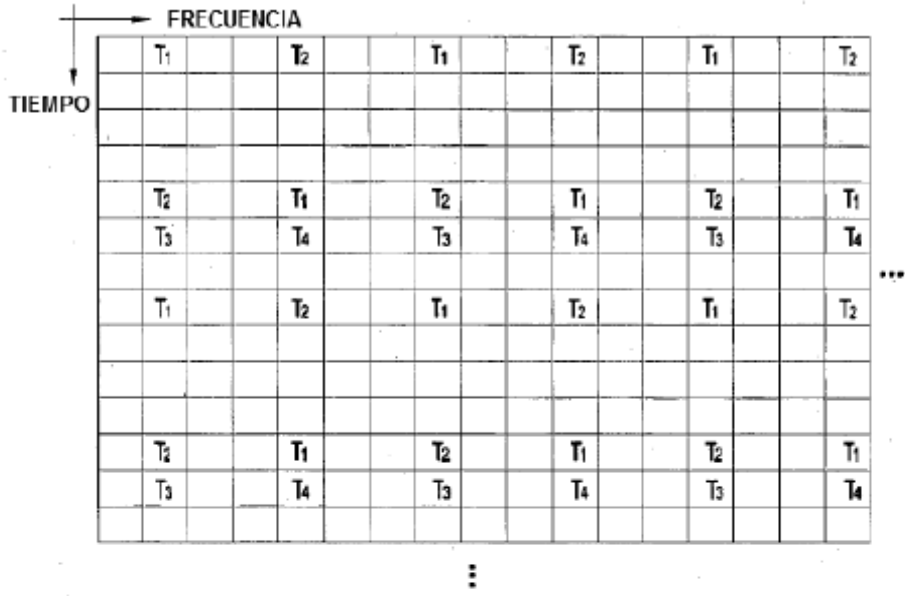 FRECUENCIA
TIEMPO
T1 T2 T1 T2 T1 T2
T2 T1 T2 T1 T2 T1
T3 T4 T3 T4 T3 T4
...
T1 T2 T1 T2 T1 T2
T2 T1 T2 T1 T2 T1
T3 T4 T3 T4 T3 T4
...